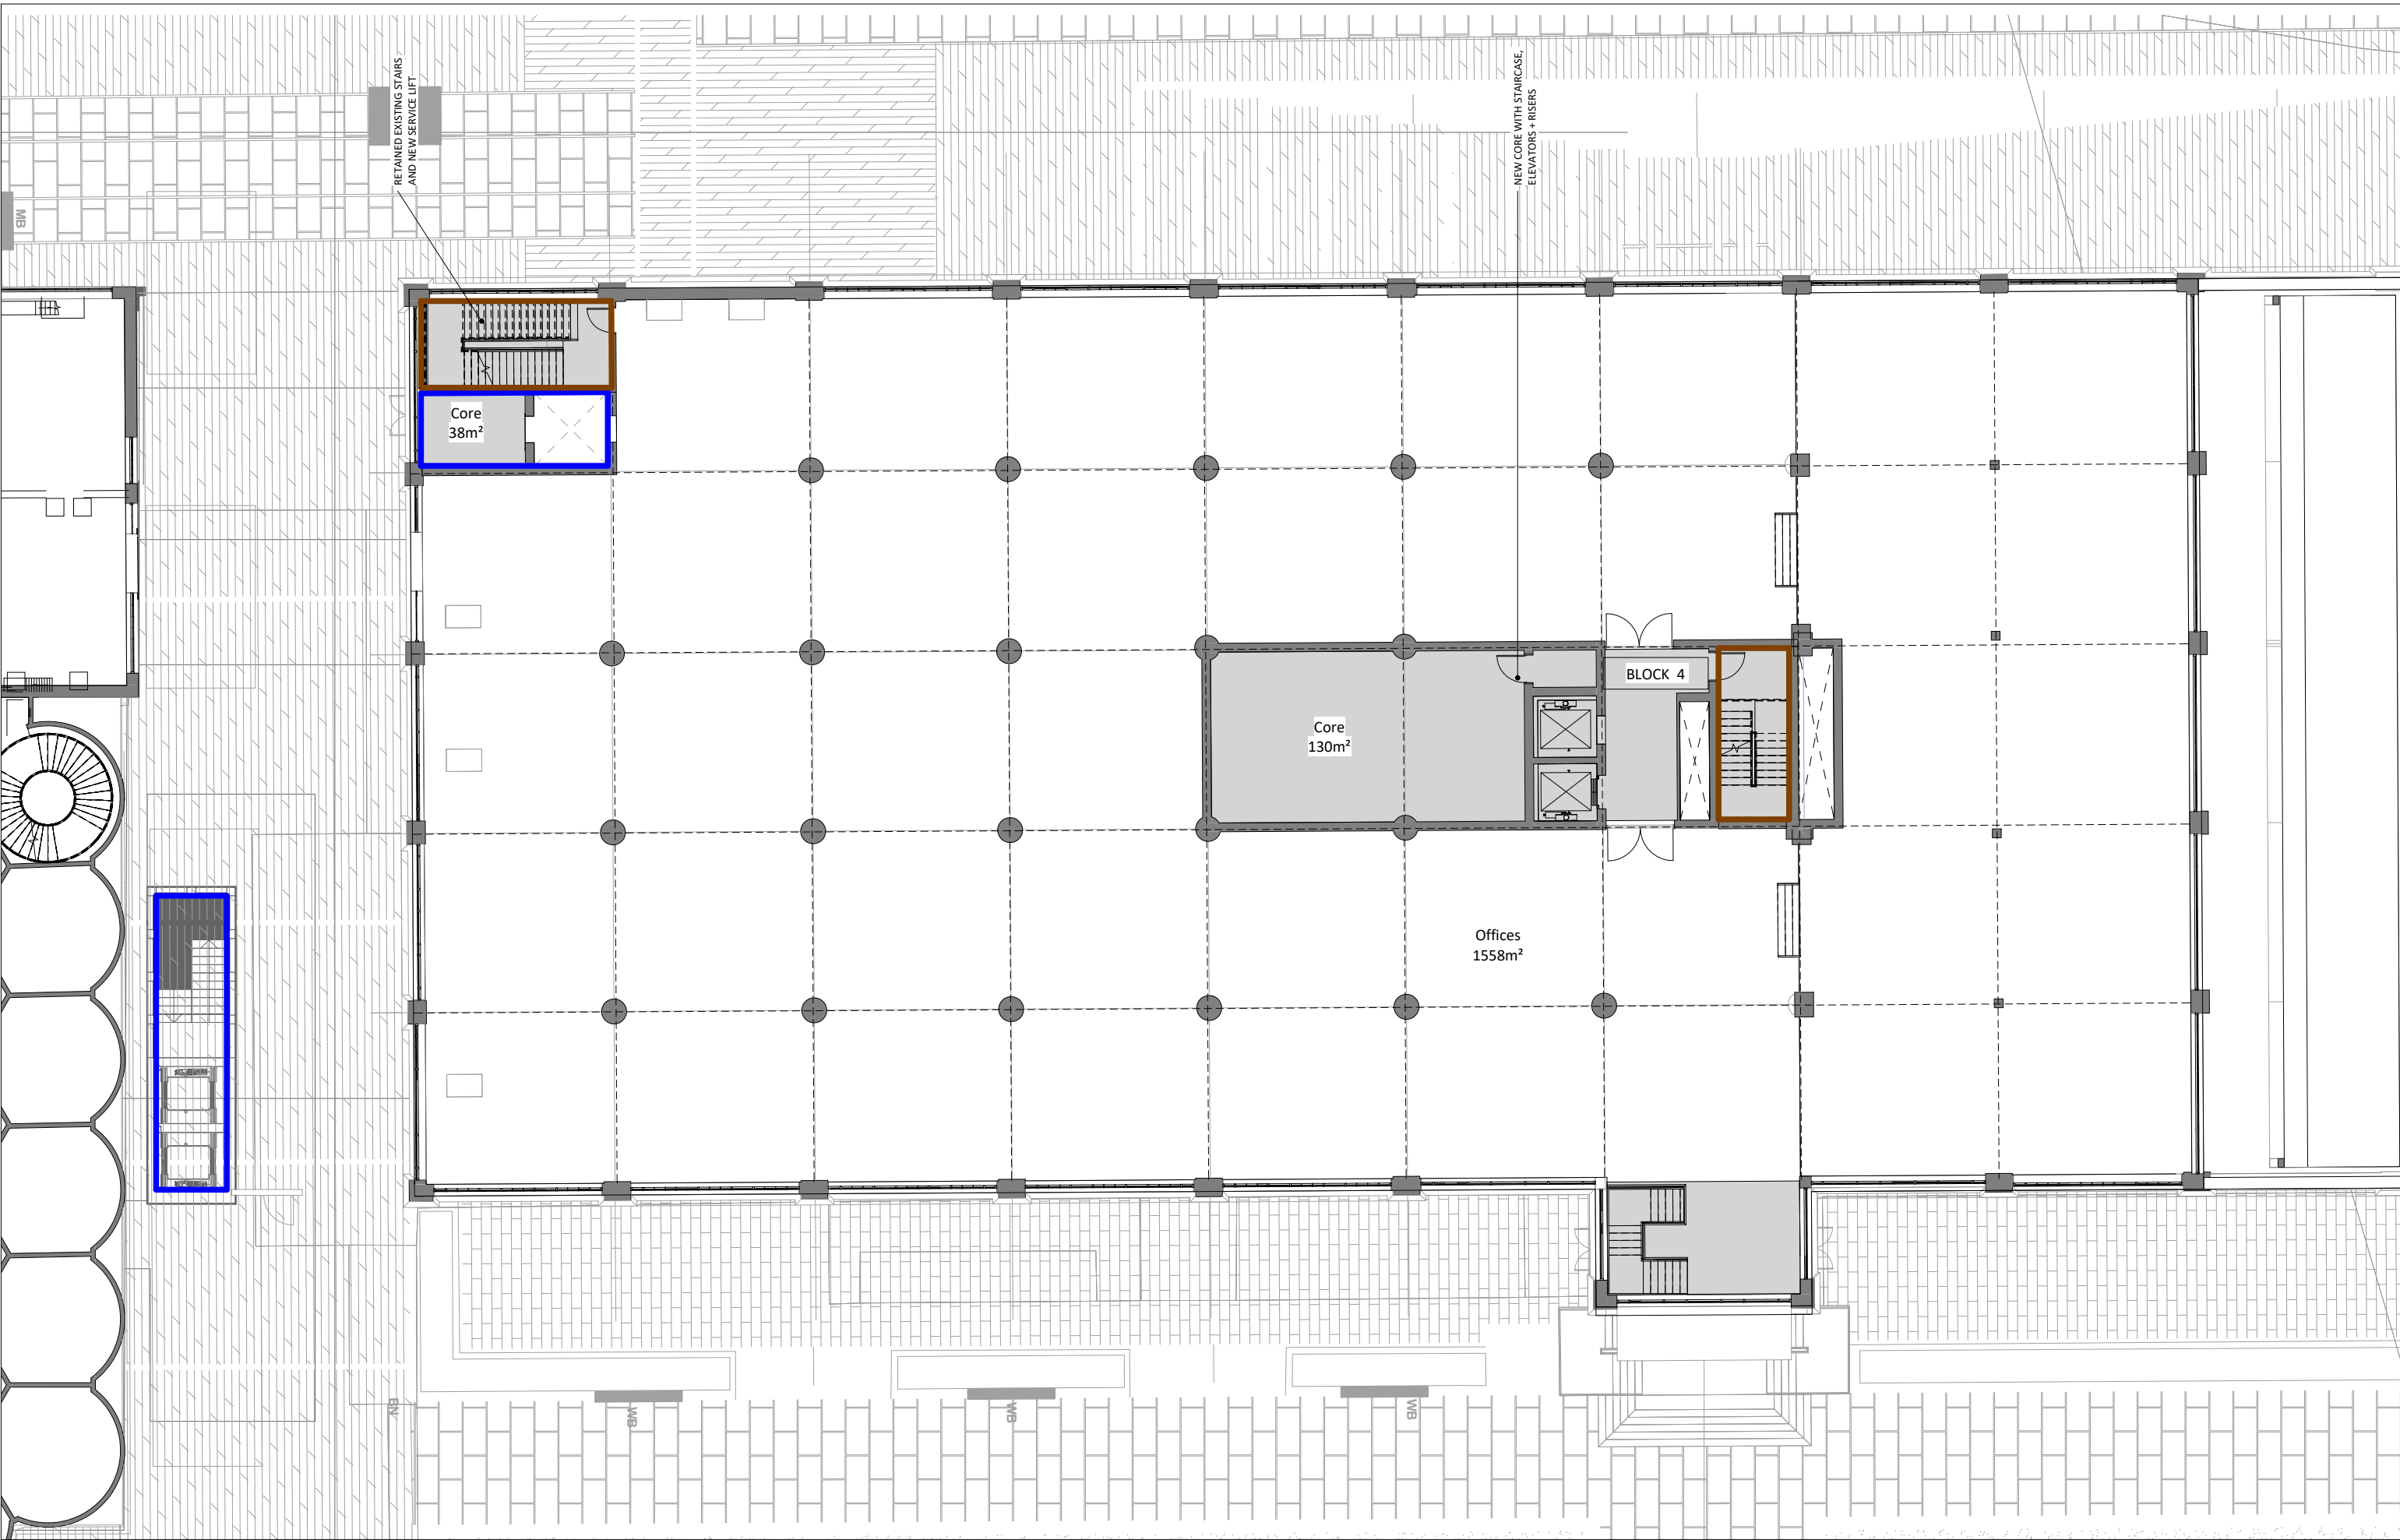 RETAINED EXISTING STAIRS
AND NEW SERVICE LIFT
NEW CORE WITH STAIRCASE,
ELEVATORS + RISERS
MB
Core
38m²
BLOCK 4
Core
130m²
Offices
1558m²
BN
WB
WB
WB